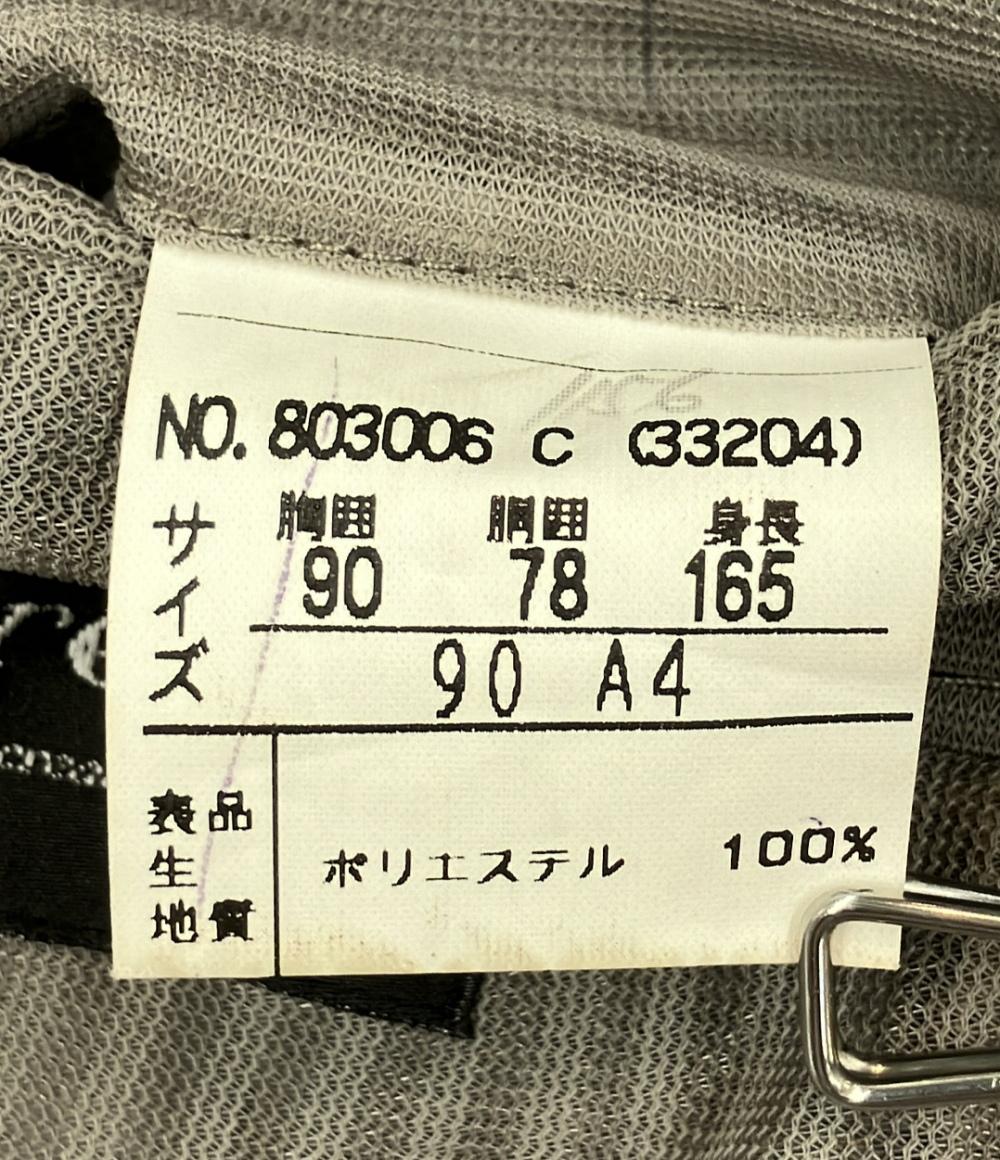 NO. 803006 C (33204)
サイズ
胸囲 胴囲 身長
90 78 165
90 A4
表生地 品質
ポリエステル 100%